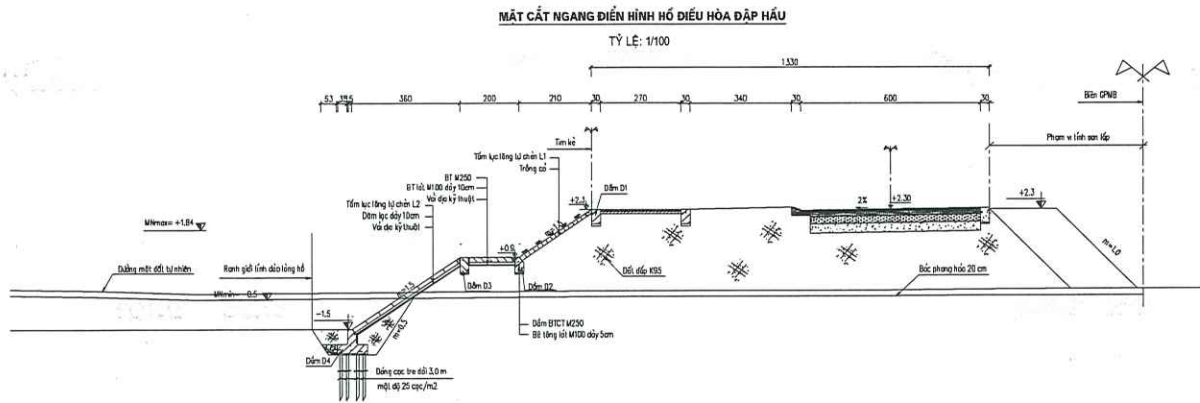 MẶT CẮT NGANG ĐIỂN HÌNH HỒ ĐIỀU HÒA ĐẬP HẦU
TỶ LỆ: 1/100
1330
360
200
210
30
270
30
340
30
600
30
53
Biên GPMB
Phạm vi tính san lấp
Tim kè
Tấm lục lăng tự chèn L1
Trồng cỏ
BT M250
BT lót M100 dày 10cm
Vải địa kỹ thuật
Tấm lục lăng tự chèn L2
Dăm lọc dày 10cm
Vải địa kỹ thuật
Dầm D1
2%
+2.30
+2.3
MNmax= +1.84
+0.9
Đường mặt đất tự nhiên
Ranh giới tính đào lòng hồ
Đất đắp K95
Bóc phong hóa 20 cm
m=1.0
Dầm D3
Dầm D2
-1.5
m=0.5
Dầm BTCT M250
Bê tông lót M100 dày 5cm
Dầm D4
Đóng cọc tre dài 3,0 m
mật độ 25 cọc/m2